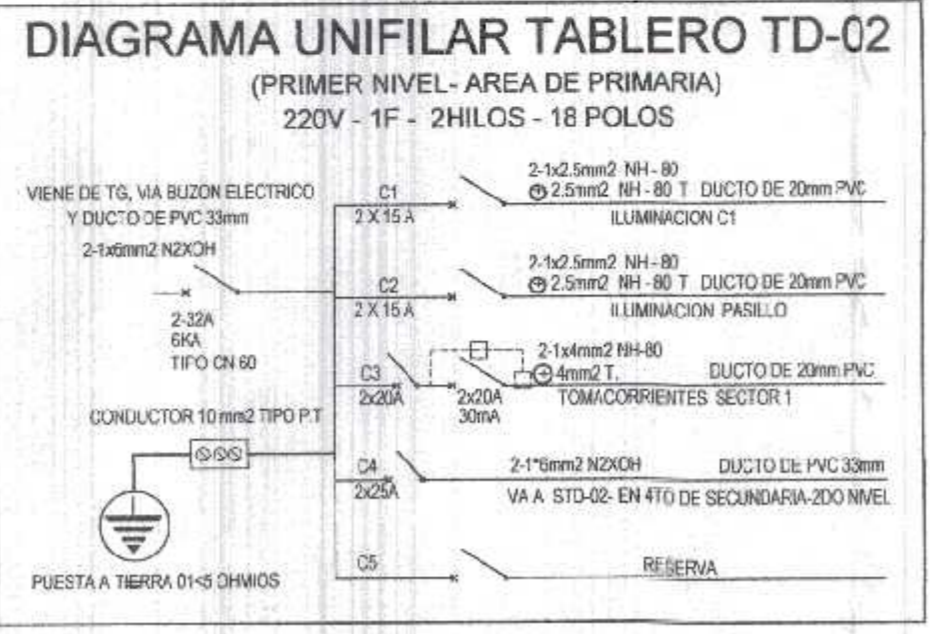 DIAGRAMA UNIFILAR TABLERO TD-02
(PRIMER NIVEL- AREA DE PRIMARIA)
220V - 1F - 2HILOS - 18 POLOS
VIENE DE TG, VIA BUZON ELECTRICO
Y DUCTO DE PVC 33mm
2-1x6mm2 N2XOH
2-32A
6KA
TIPO CN 60
CONDUCTOR 10 mm2 TIPO P.T
PUESTA A TIERRA 01<5 OHMIOS
C1
2 X 15 A
2-1x2.5mm2 NH - 80
2.5mm2 NH - 80 T DUCTO DE 20mm PVC
ILUMINACION C1
C2
2 X 15 A
2-1x2.5mm2 NH - 80
2.5mm2 NH - 80 T DUCTO DE 20mm PVC
ILUMINACION PASILLO
C3
2x20A
2x20A
30mA
2-1x4mm2 NH-80
4mm2 T. DUCTO DE 20mm PVC
TOMACORRIENTES SECTOR 1
C4
2x25A
2-1*6mm2 N2XOH DUCTO DE PVC 33mm
VA A STD-02- EN 4TO DE SECUNDARIA-2DO NIVEL
C5
RESERVA